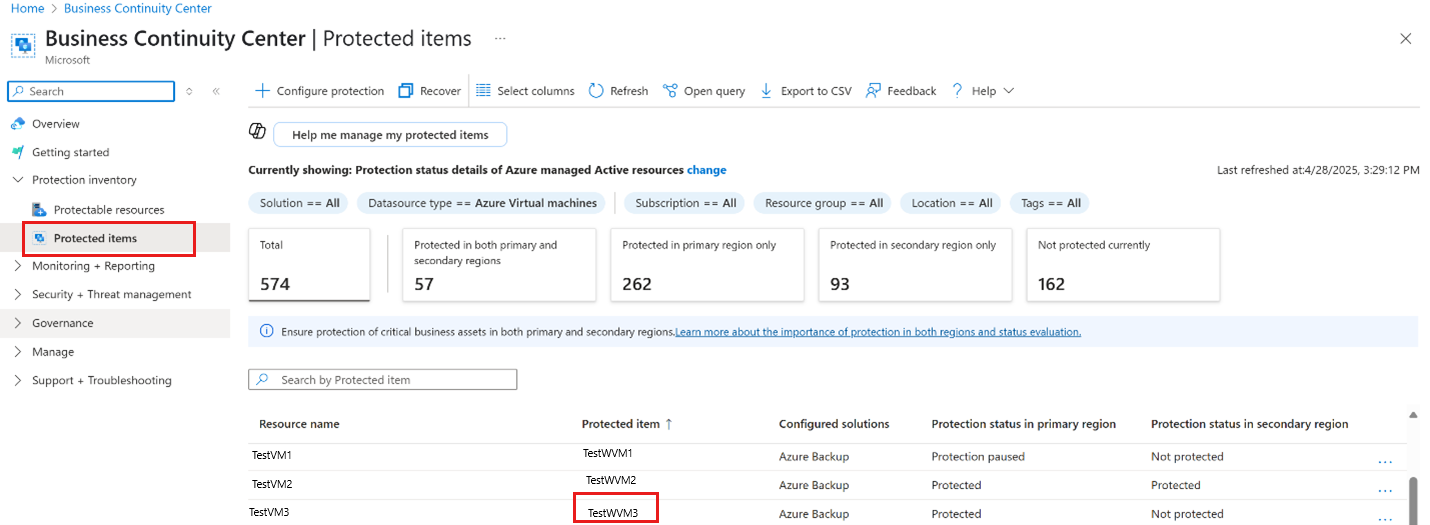 Home > Business Continuity Center
Business Continuity Center | Protected items ...
Microsoft
Search
Overview
Getting started
Protection inventory
Protectable resources
Protected items
Monitoring + Reporting
Security + Threat management
Governance
Manage
Support + Troubleshooting
Configure protection Recover Select columns Refresh Open query Export to CSV Feedback Help
Help me manage my protected items
Currently showing: Protection status details of Azure managed Active resources change
Last refreshed at:4/28/2025, 3:29:12 PM
Solution == All Datasource type == Azure Virtual machines Subscription == All Resource group == All Location == All Tags == All
Total
574
Protected in both primary and
secondary regions
57
Protected in primary region only
262
Protected in secondary region only
93
Not protected currently
162
Ensure protection of critical business assets in both primary and secondary regions.Learn more about the importance of protection in both regions and status evaluation.
Search by Protected item
Resource name Protected item ↑ Configured solutions Protection status in primary region Protection status in secondary region
TestVM1 TestWVM1 Azure Backup Protection paused Not protected ...
TestVM2 TestWVM2 Azure Backup Protected Protected ...
TestVM3 TestWVM3 Azure Backup Protected Not protected ...